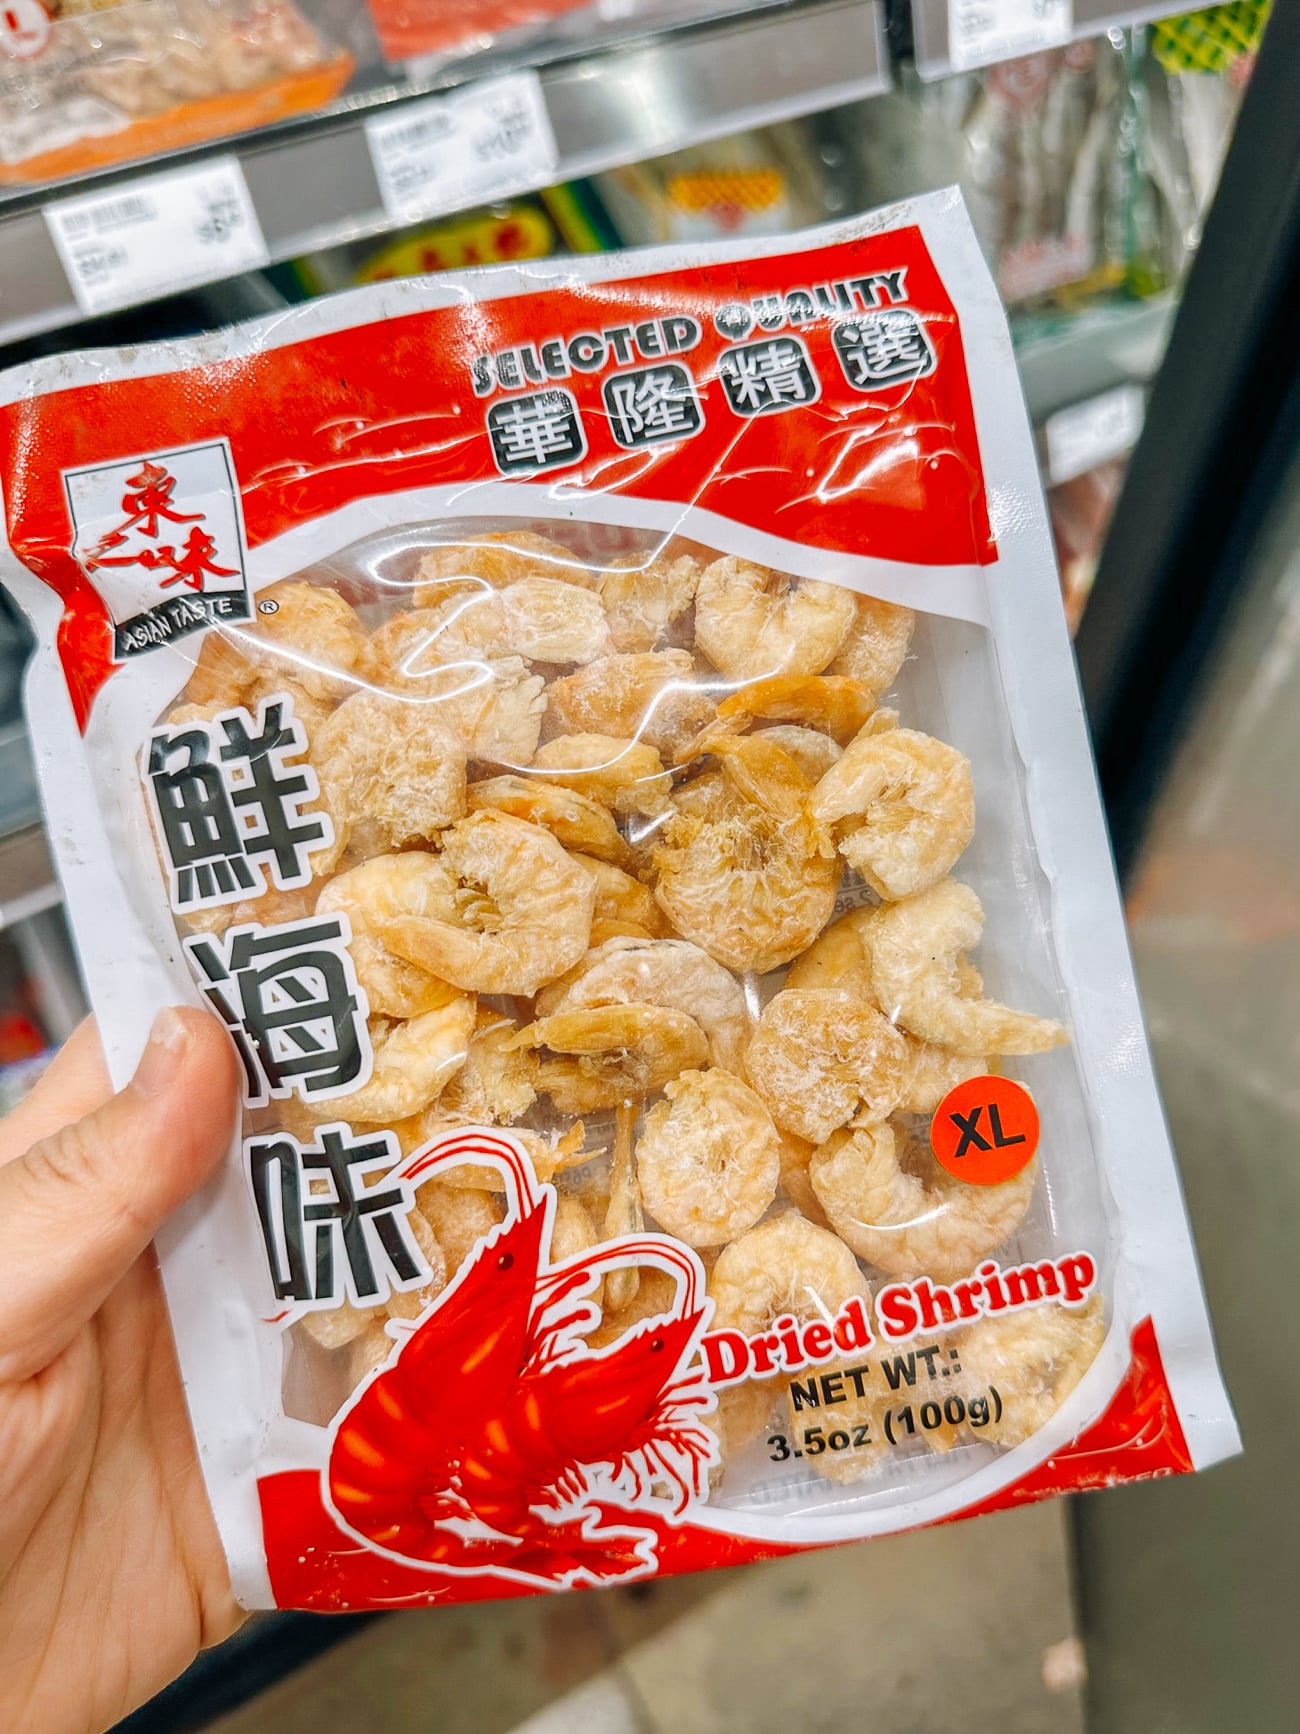 SELECTED QUALITY
華隆精選
東之味
ASIAN TASTE ®
鮮海味
XL
Dried Shrimp
NET WT.:
3.5oz (100g)